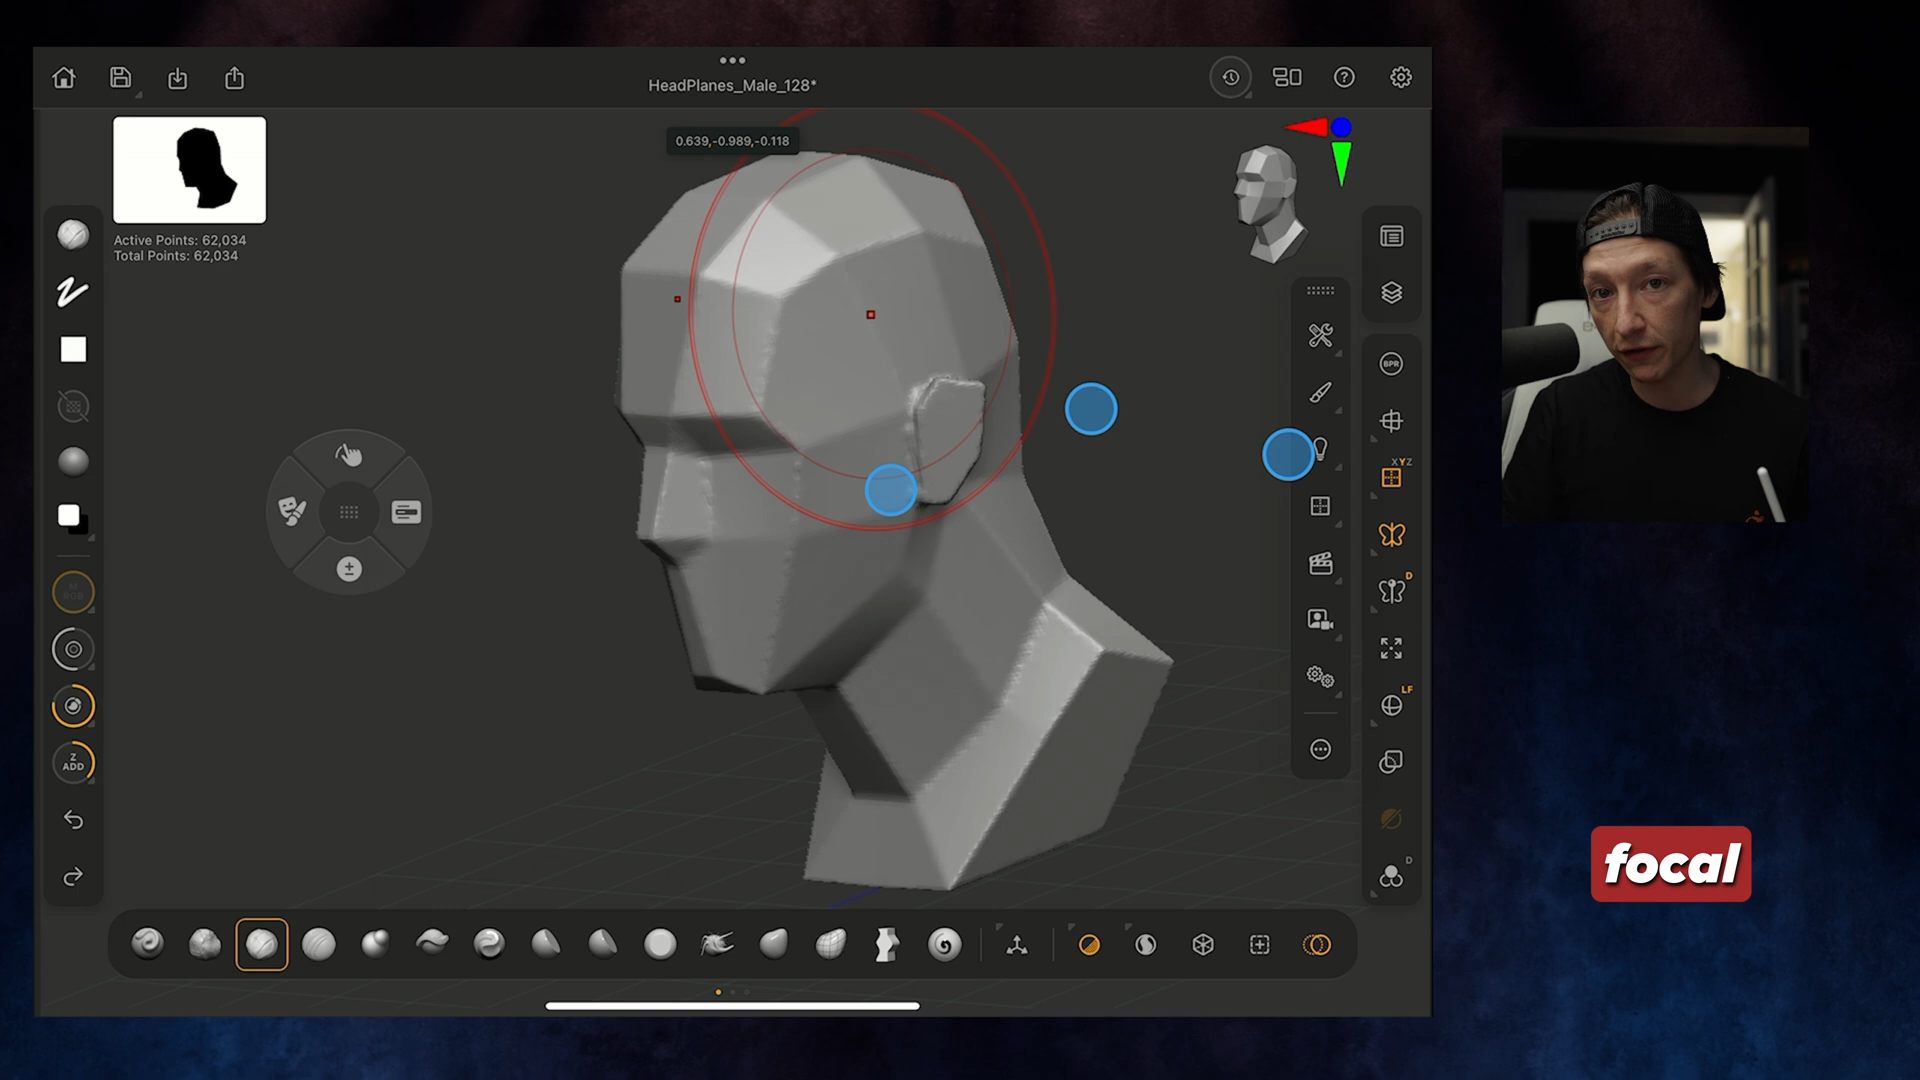 HeadPlanes_Male_128*
0.639,-0.989,-0.118
Active Points: 62,034
Total Points: 62,034
BPR
XYZ
D
LF
Z
ADD
D
focal